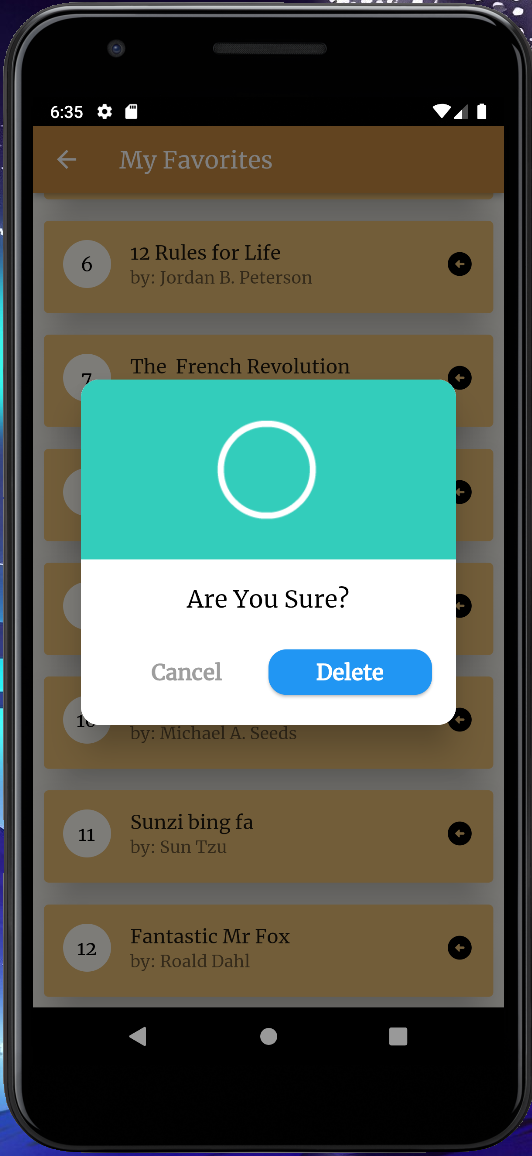 6:35
My Favorites
6
12 Rules for Life
by: Jordan B. Peterson
7
The French Revolution
Are You Sure?
Cancel
Delete
10
by: Michael A. Seeds
11
Sunzi bing fa
by: Sun Tzu
12
Fantastic Mr Fox
by: Roald Dahl